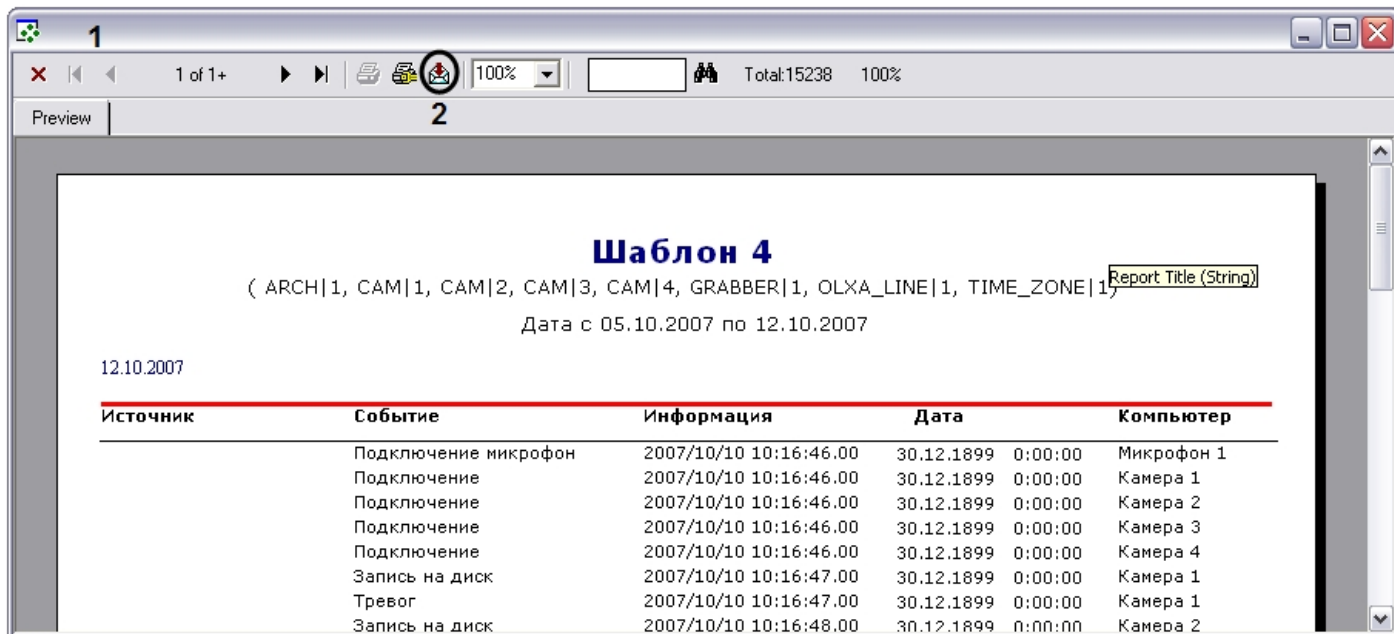 1
1 of 1+ 100% Total:15238 100%
2
Preview
Шаблон 4
Report Title (String)
( ARCH|1, CAM|1, CAM|2, CAM|3, CAM|4, GRABBER|1, OLXA_LINE|1, TIME_ZONE|1)
Дата с 05.10.2007 по 12.10.2007
12.10.2007
Источник Событие Информация Дата Компьютер
Подключение микрофон 2007/10/10 10:16:46.00 30.12.1899 0:00:00 Микрофон 1
Подключение 2007/10/10 10:16:46.00 30.12.1899 0:00:00 Камера 1
Подключение 2007/10/10 10:16:46.00 30.12.1899 0:00:00 Камера 2
Подключение 2007/10/10 10:16:46.00 30.12.1899 0:00:00 Камера 3
Подключение 2007/10/10 10:16:46.00 30.12.1899 0:00:00 Камера 4
Запись на диск 2007/10/10 10:16:47.00 30.12.1899 0:00:00 Камера 1
Тревог 2007/10/10 10:16:47.00 30.12.1899 0:00:00 Камера 1
Запись на диск 2007/10/10 10:16:48.00 30.12.1899 0:00:00 Камера 2